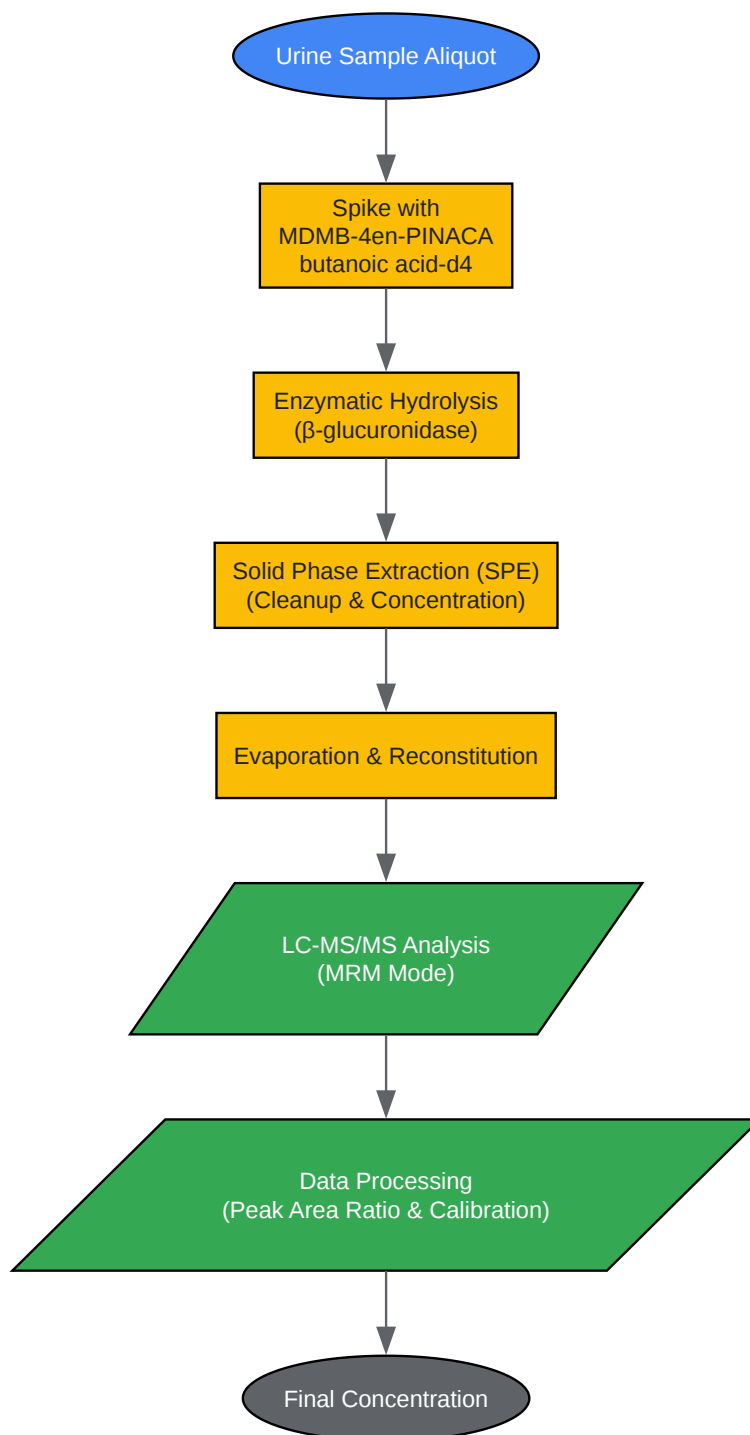 Urine Sample Aliquot
Spike with
MDMB-4en-PINACA
butanoic acid-d4
Enzymatic Hydrolysis
(β-glucuronidase)
Solid Phase Extraction (SPE)
(Cleanup & Concentration)
Evaporation & Reconstitution
LC-MS/MS Analysis
(MRM Mode)
Data Processing
(Peak Area Ratio & Calibration)
Final Concentration